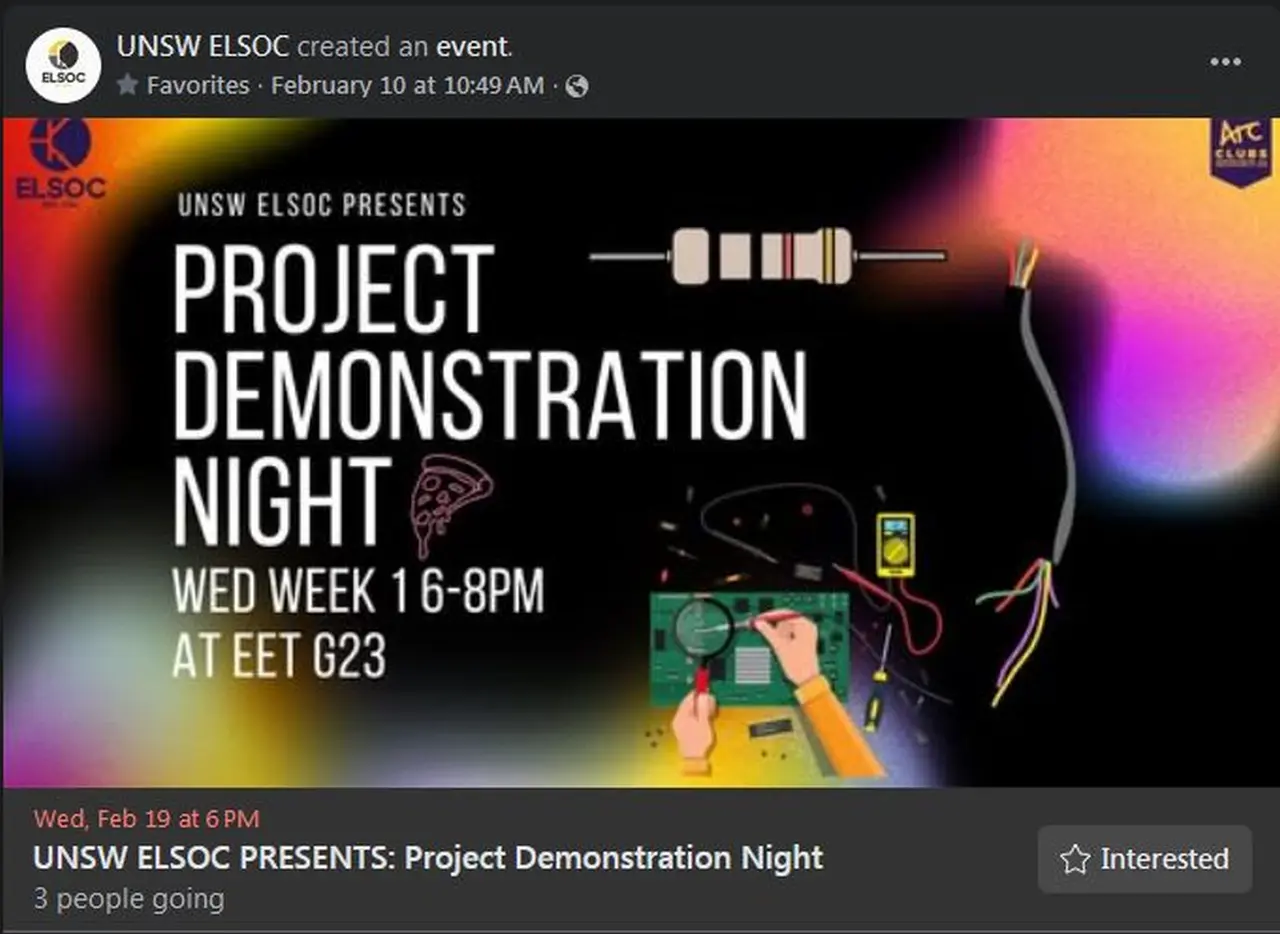 UNSW ELSOC created an event.
Favorites · February 10 at 10:49 AM ·
ELSOC
ELSOC
ARC
CLUBS
UNSW ELSOC PRESENTS
PROJECT
DEMONSTRATION
NIGHT
WED WEEK 1 6-8PM
AT EET G23
Wed, Feb 19 at 6 PM
UNSW ELSOC PRESENTS: Project Demonstration Night
3 people going
Interested